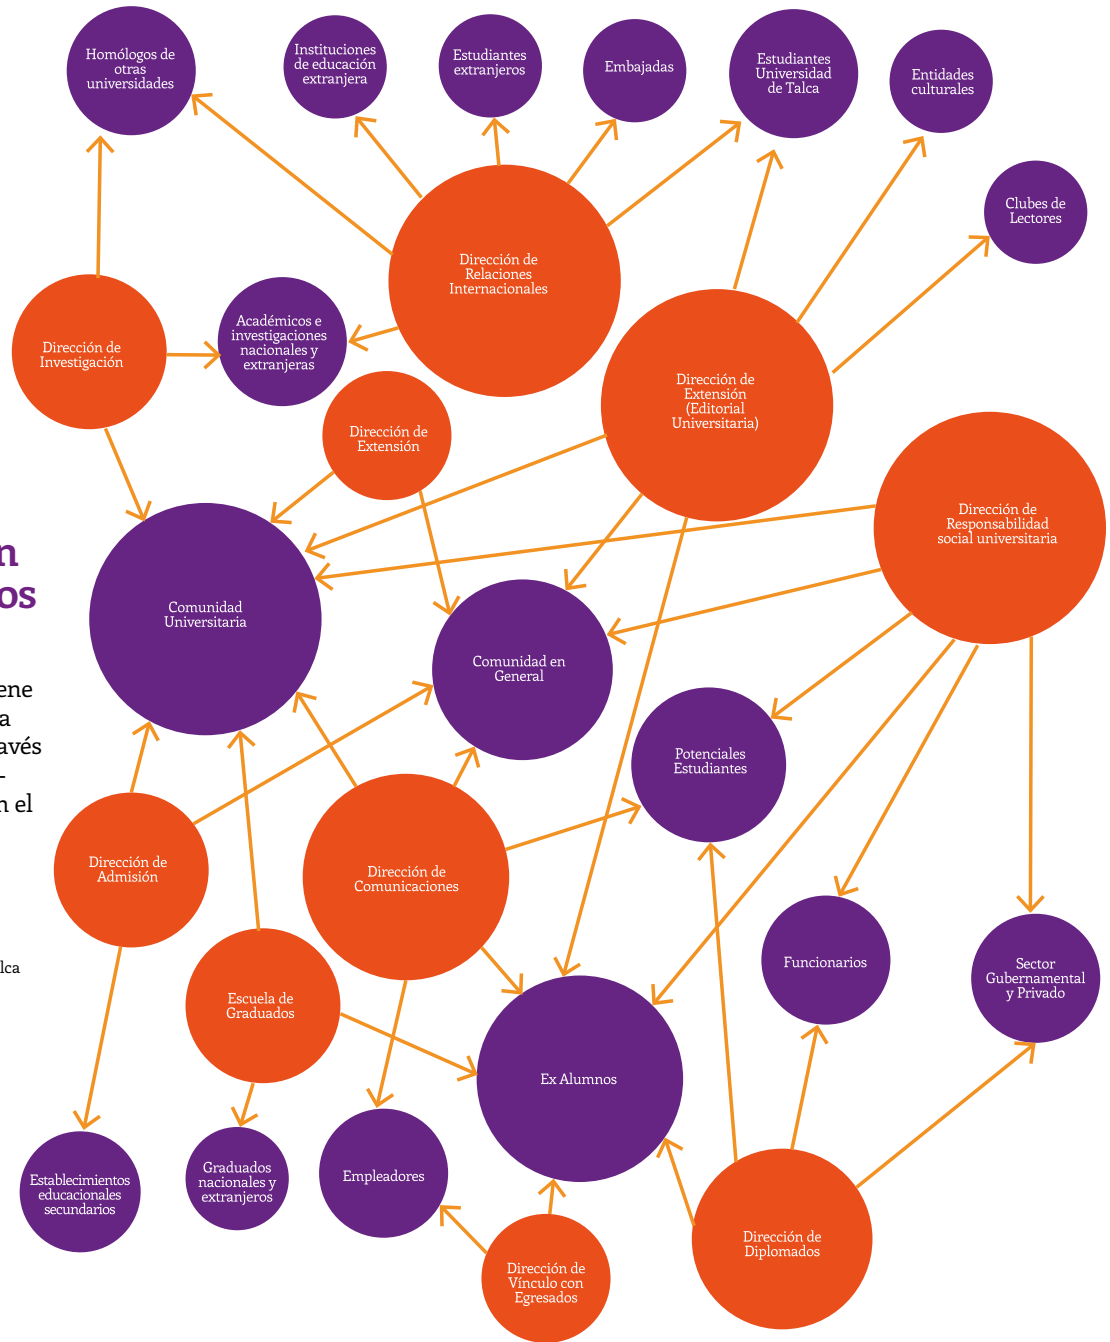 Homólogos de
otras
universidades
Instituciones
de educación
extranjera
Estudiantes
extranjeros
Embajadas
Estudiantes
Universidad
de Talca
Entidades
culturales
Clubes de
Lectores
Dirección de
Relaciones
Internacionales
Dirección de
Investigación
Académicos e
investigaciones
nacionales y
extranjeras
Dirección de
Extensión
(Editorial
Universitaria)
Dirección de
Extensión
Dirección de
Responsabilidad
social universitaria
n
os
Comunidad
Universitaria
Comunidad en
General
ene
a
avés
-
n el
Potenciales
Estudiantes
Dirección de
Admisión
Dirección de
Comunicaciones
lca
Funcionarios
Sector
Gubernamental
y Privado
Escuela de
Graduados
Ex Alumnos
Establecimientos
educacionales
secundarios
Graduados
nacionales y
extranjeros
Empleadores
Dirección de
Vínculo con
Egresados
Dirección de
Diplomados